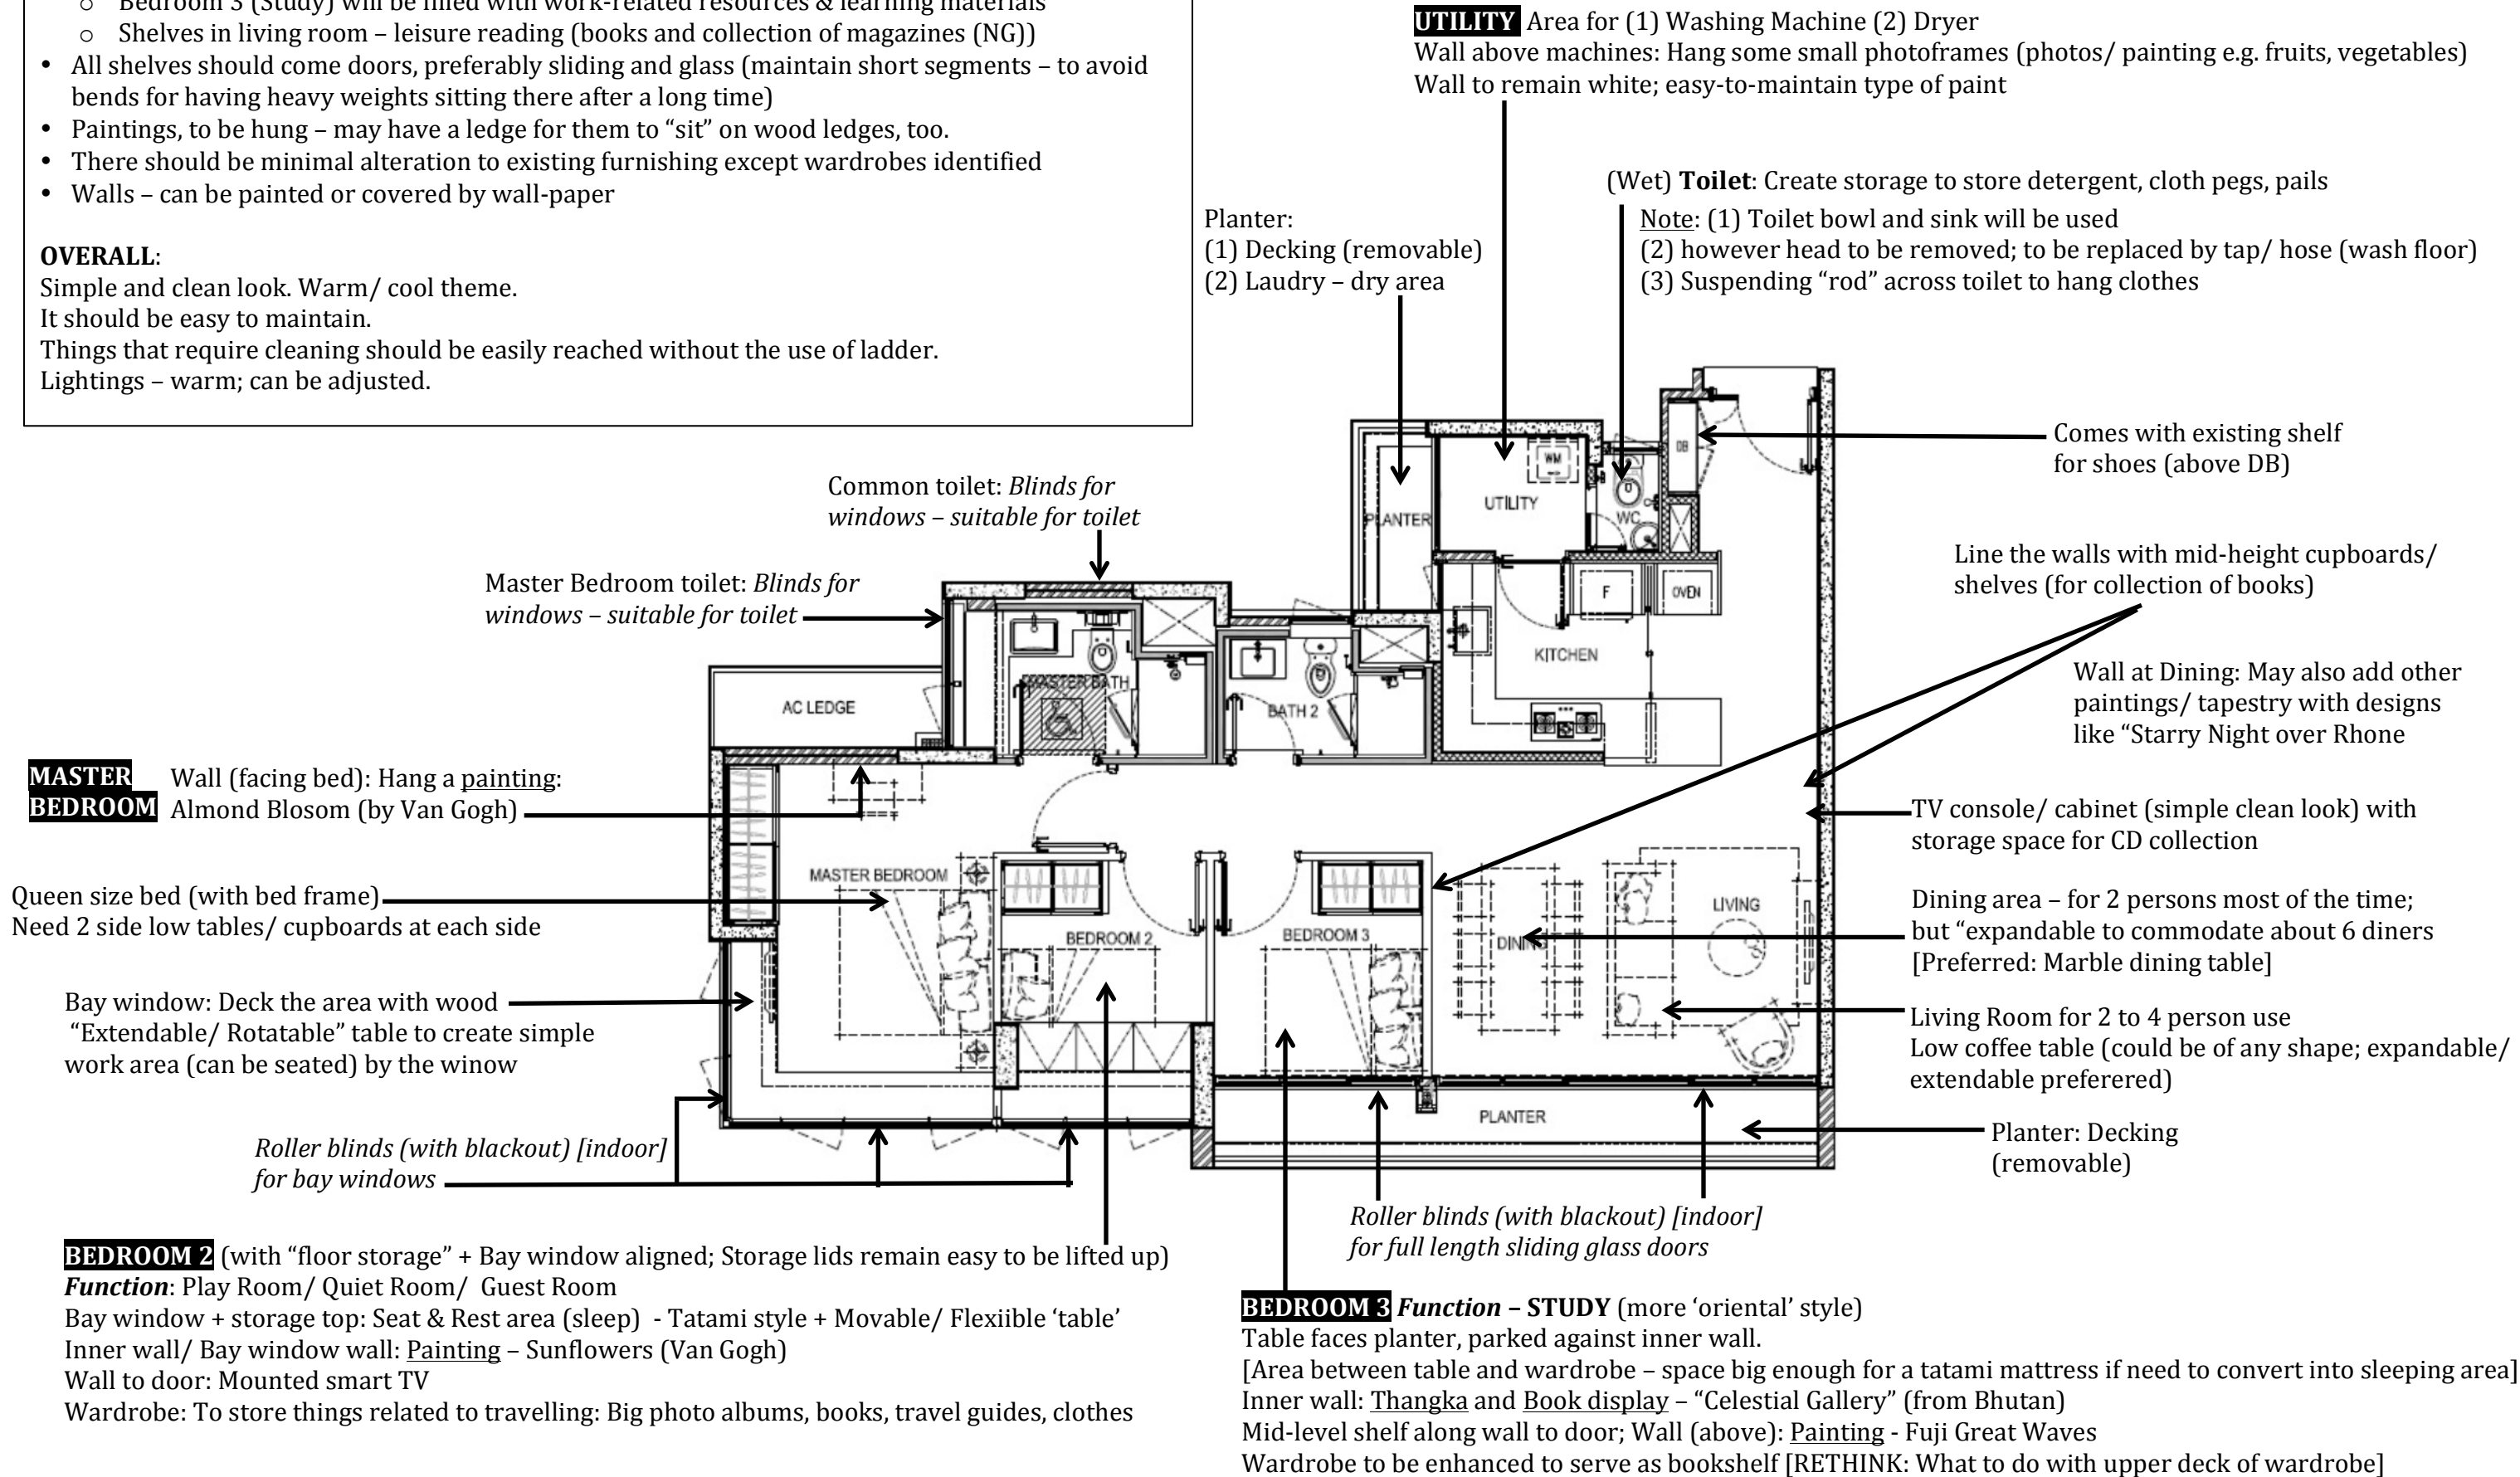 o Bedroom 3 (Study) will be filled with work-related resources & learning materials
o Shelves in living room – leisure reading (books and collection of magazines (NG))
• All shelves should come doors, preferably sliding and glass (maintain short segments – to avoid
bends for having heavy weights sitting there after a long time)
• Paintings, to be hung – may have a ledge for them to “sit” on wood ledges, too.
• There should be minimal alteration to existing furnishing except wardrobes identified
• Walls – can be painted or covered by wall-paper
OVERALL:
Simple and clean look. Warm/ cool theme.
It should be easy to maintain.
Things that require cleaning should be easily reached without the use of ladder.
Lightings – warm; can be adjusted.
UTILITY Area for (1) Washing Machine (2) Dryer
Wall above machines: Hang some small photoframes (photos/ painting e.g. fruits, vegetables)
Wall to remain white; easy-to-maintain type of paint
(Wet) Toilet: Create storage to store detergent, cloth pegs, pails
Note: (1) Toilet bowl and sink will be used
(2) however head to be removed; to be replaced by tap/ hose (wash floor)
(3) Suspending “rod” across toilet to hang clothes
Planter:
(1) Decking (removable)
(2) Laudry – dry area
Comes with existing shelf
for shoes (above DB)
Common toilet: Blinds for
windows – suitable for toilet
Master Bedroom toilet: Blinds for
windows – suitable for toilet
Line the walls with mid-height cupboards/
shelves (for collection of books)
Wall at Dining: May also add other
paintings/ tapestry with designs
like “Starry Night over Rhone
MASTER
BEDROOM
Wall (facing bed): Hang a painting:
Almond Blosom (by Van Gogh)
TV console/ cabinet (simple clean look) with
storage space for CD collection
Queen size bed (with bed frame)
Need 2 side low tables/ cupboards at each side
Dining area – for 2 persons most of the time;
but “expandable to commodate about 6 diners
[Preferred: Marble dining table]
Bay window: Deck the area with wood
“Extendable/ Rotatable” table to create simple
work area (can be seated) by the winow
Living Room for 2 to 4 person use
Low coffee table (could be of any shape; expandable/
extendable preferered)
Roller blinds (with blackout) [indoor]
for bay windows
Planter: Decking
(removable)
Roller blinds (with blackout) [indoor]
for full length sliding glass doors
DB
WM
UTILITY
WC
PLANTER
F
OVEN
KITCHEN
MASTER BATH
BATH 2
AC LEDGE
MASTER BEDROOM
BEDROOM 2
BEDROOM 3
DINING
LIVING
PLANTER
BEDROOM 2 (with “floor storage” + Bay window aligned; Storage lids remain easy to be lifted up)
Function: Play Room/ Quiet Room/ Guest Room
Bay window + storage top: Seat & Rest area (sleep) - Tatami style + Movable/ Flexiible ‘table’
Inner wall/ Bay window wall: Painting – Sunflowers (Van Gogh)
Wall to door: Mounted smart TV
Wardrobe: To store things related to travelling: Big photo albums, books, travel guides, clothes
BEDROOM 3 Function – STUDY (more ‘oriental’ style)
Table faces planter, parked against inner wall.
[Area between table and wardrobe – space big enough for a tatami mattress if need to convert into sleeping area]
Inner wall: Thangka and Book display – “Celestial Gallery” (from Bhutan)
Mid-level shelf along wall to door; Wall (above): Painting - Fuji Great Waves
Wardrobe to be enhanced to serve as bookshelf [RETHINK: What to do with upper deck of wardrobe]